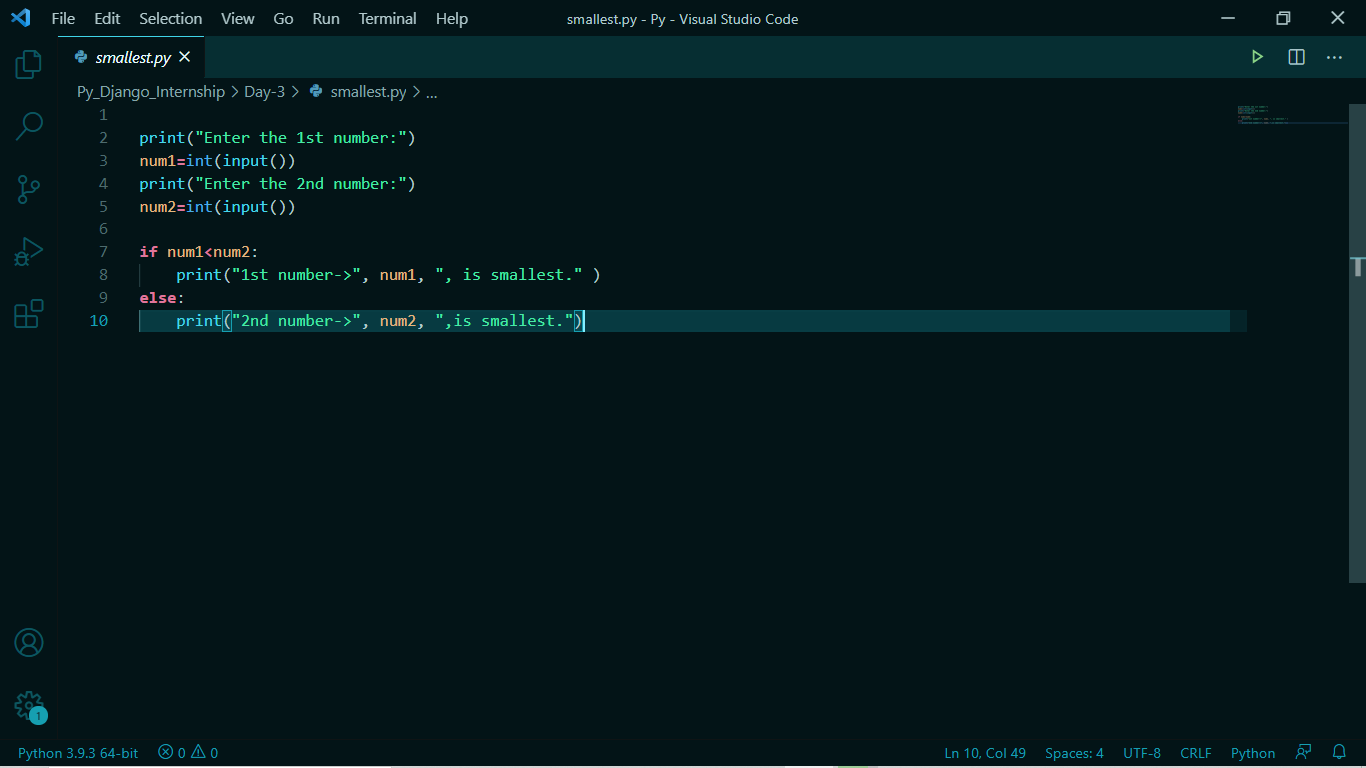 File Edit Selection View Go Run Terminal Help smallest.py - Py - Visual Studio Code
smallest.py
Py_Django_Internship > Day-3 > smallest.py > ...
1
2 print("Enter the 1st number:")
3 num1=int(input())
4 print("Enter the 2nd number:")
5 num2=int(input())
6
7 if num1<num2:
8     print("1st number->", num1, ", is smallest." )
9 else:
10     print("2nd number->", num2, ",is smallest.")
1
Python 3.9.3 64-bit 0 0 Ln 10, Col 49 Spaces: 4 UTF-8 CRLF Python